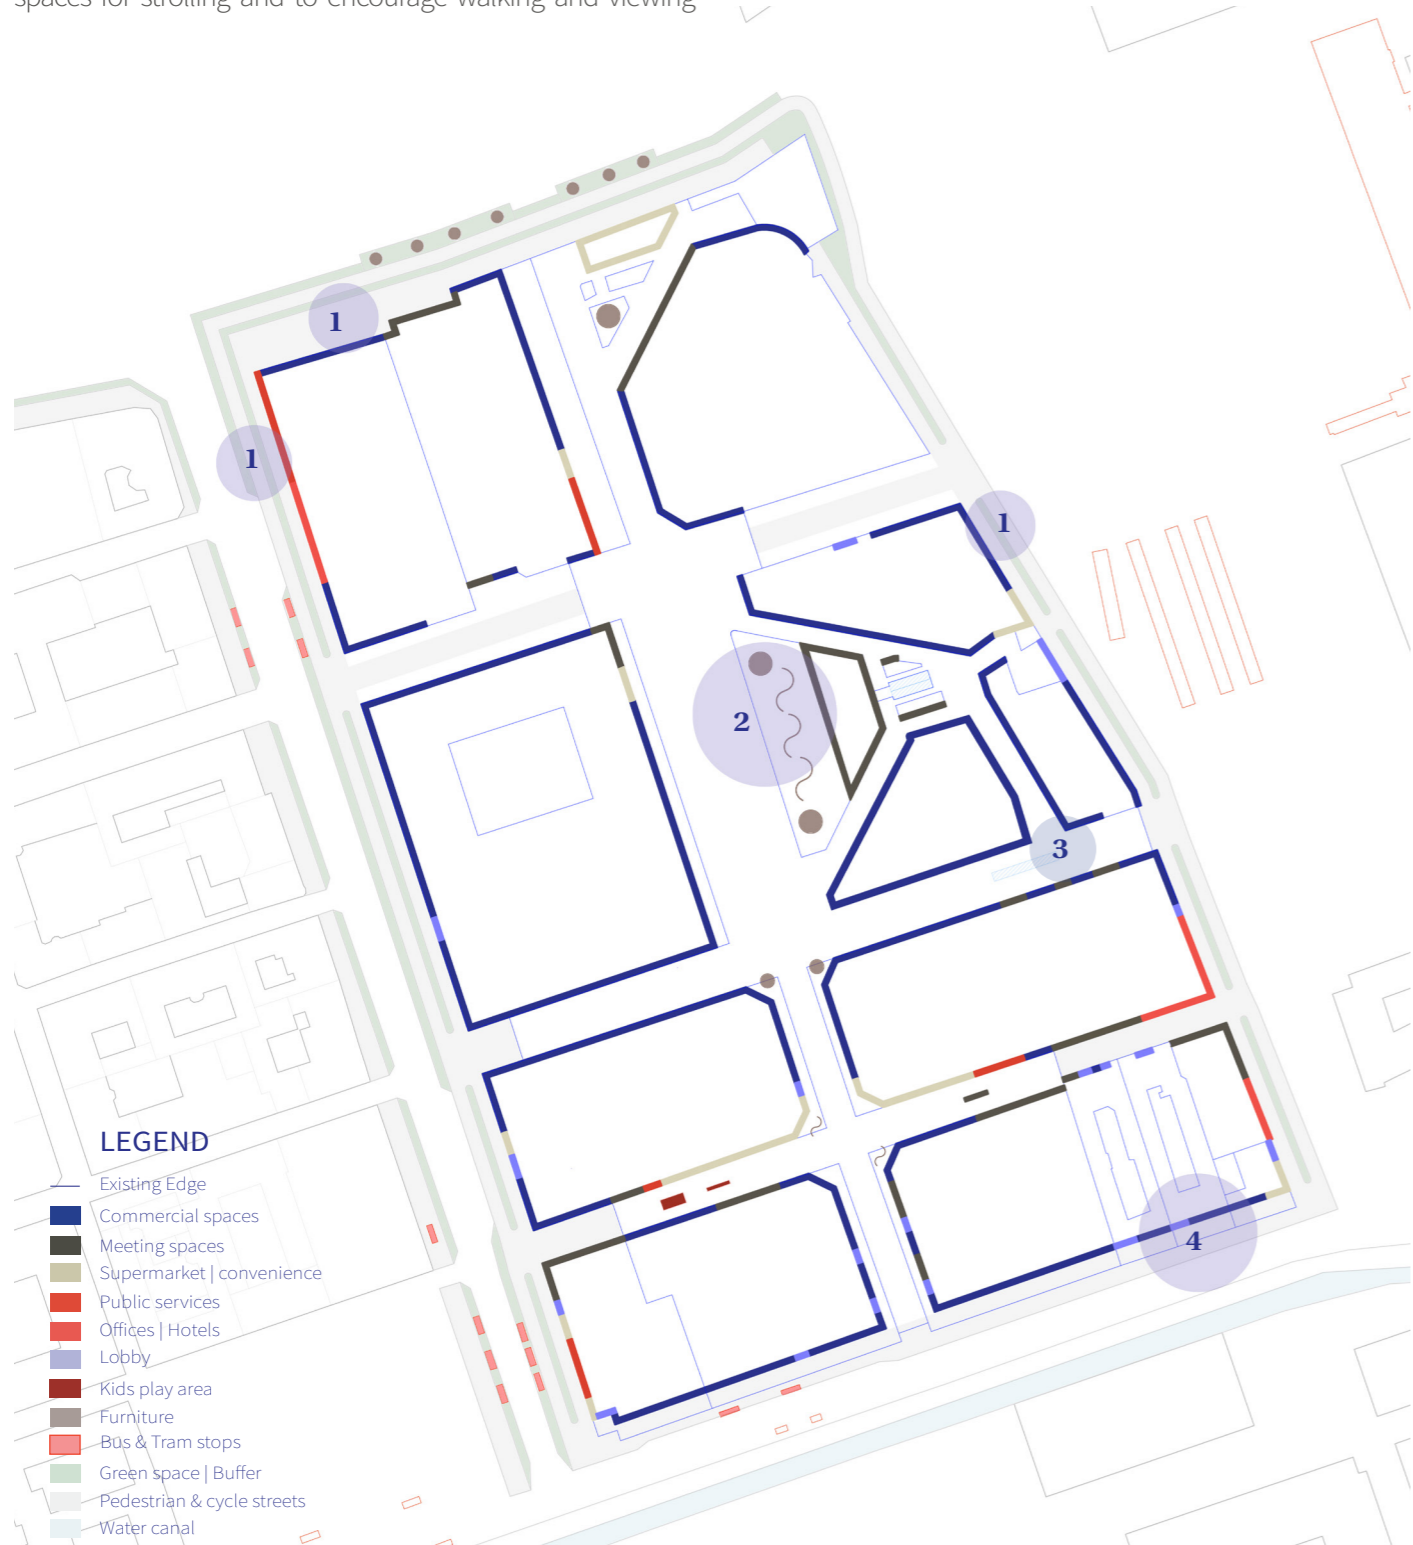 spaces for strolling and to encourage walking and viewing
1
1
1
2
3
4
LEGEND
Existing Edge
Commercial spaces
Meeting spaces
Supermarket | convenience
Public services
Offices | Hotels
Lobby
Kids play area
Furniture
Bus & Tram stops
Green space | Buffer
Pedestrian & cycle streets
Water canal